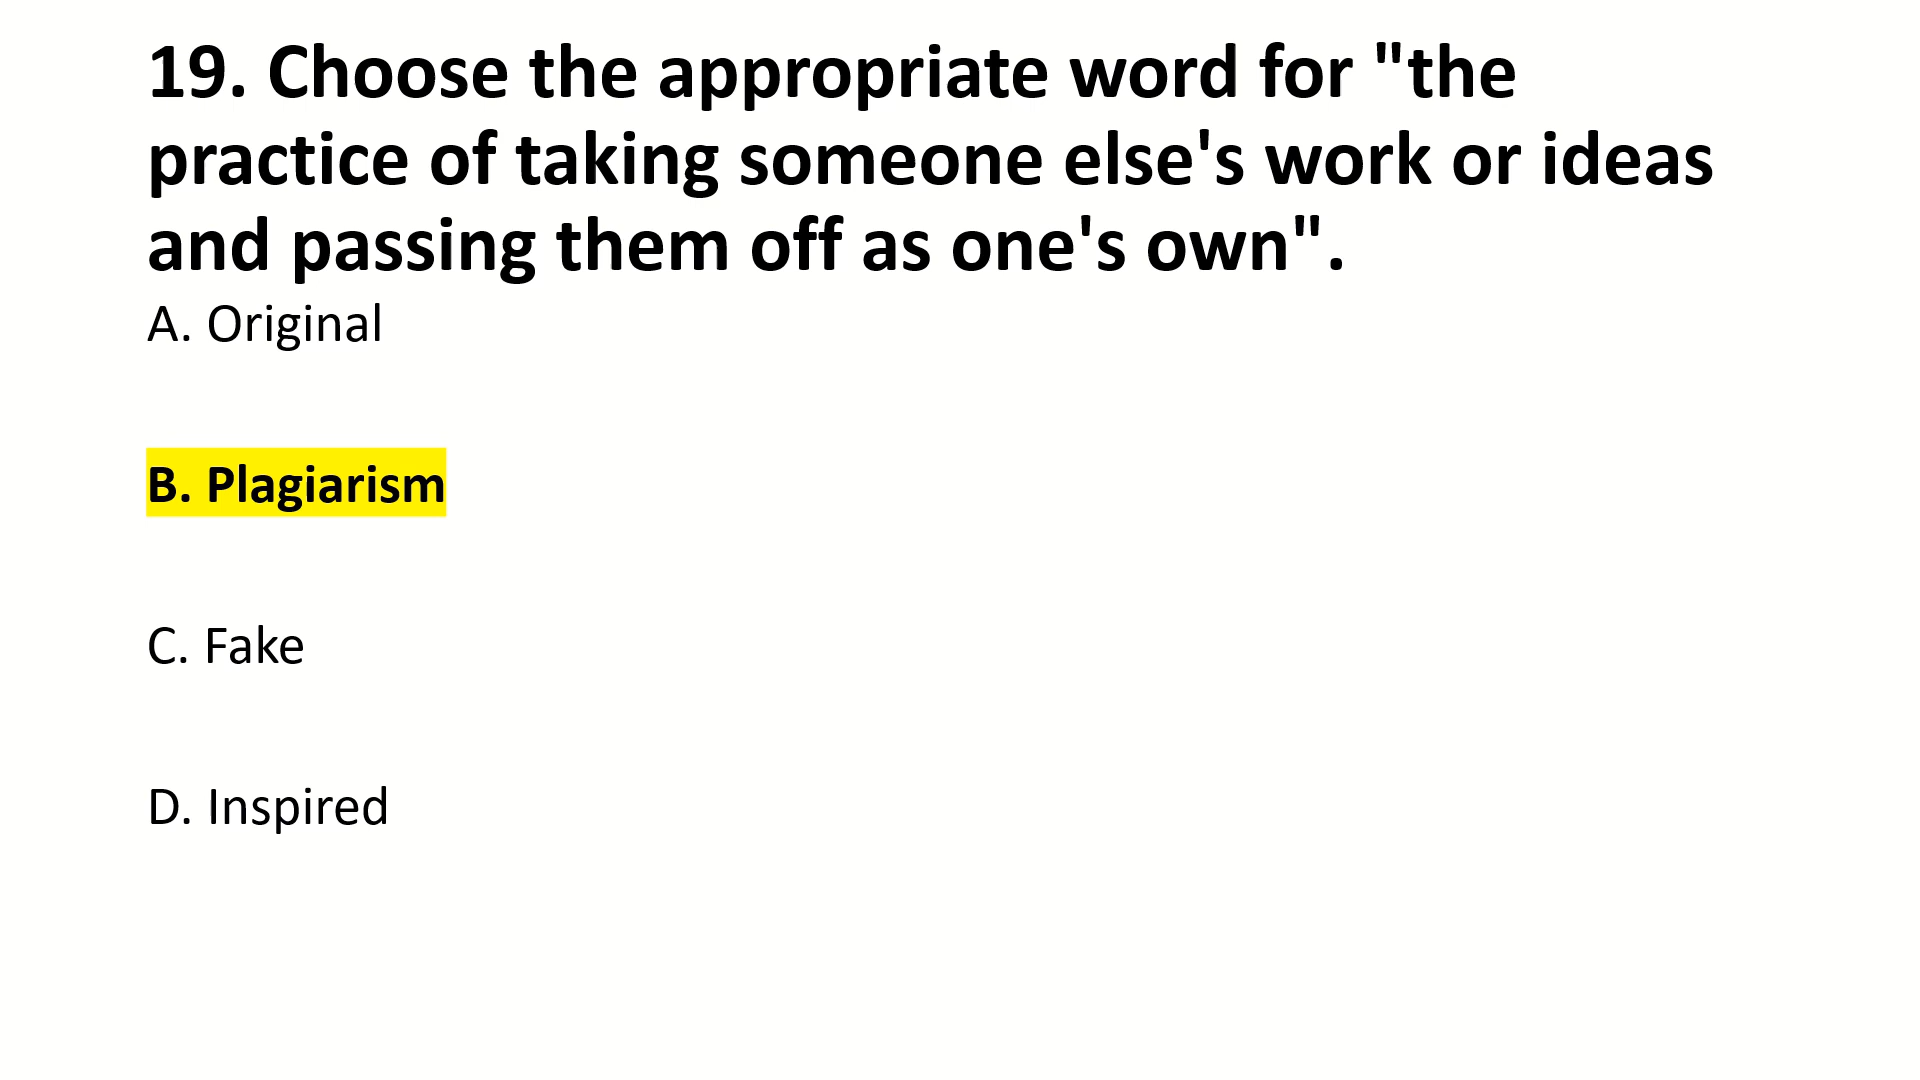 19. Choose the appropriate word for "the
practice of taking someone else's work or ideas
and passing them off as one's own".
A. Original
B. Plagiarism
C. Fake
D. Inspired